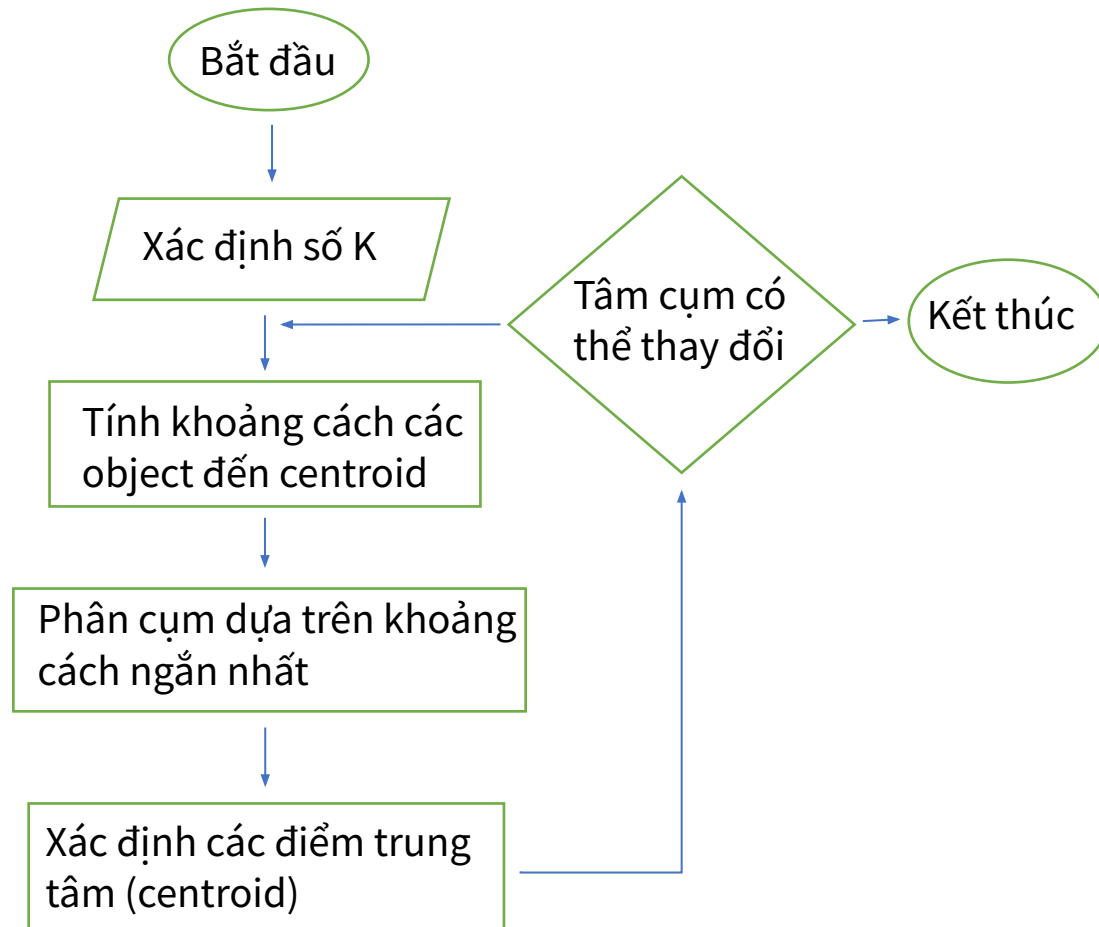 Bắt đầu
Xác định số K
Tính khoảng cách các
object đến centroid
Phân cụm dựa trên khoảng
cách ngắn nhất
Xác định các điểm trung
tâm (centroid)
Tâm cụm có
thể thay đổi
Kết thúc